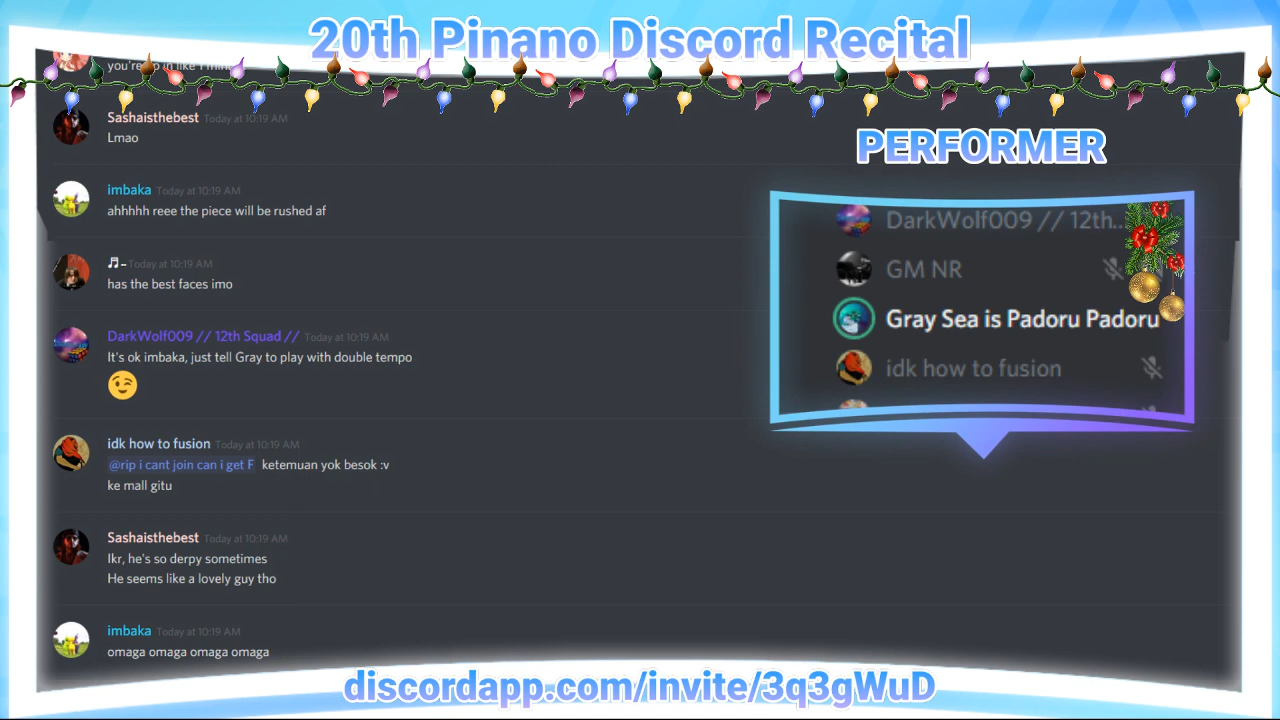 20th Pinano Discord Recital
Sashaisthebest Today at 10:19 AM
Lmao
imbaka Today at 10:19 AM
ahhhhh reee the piece will be rushed af
♬- Today at 10:19 AM
has the best faces imo
DarkWolf009 // 12th Squad // Today at 10:19 AM
It's ok imbaka, just tell Gray to play with double tempo
idk how to fusion Today at 10:19 AM
@rip i cant join can i get F ketemuan yok besok :v
ke mall gitu
Sashaisthebest Today at 10:19 AM
Ikr, he's so derpy sometimes
He seems like a lovely guy tho
imbaka Today at 10:19 AM
omaga omaga omaga omaga
PERFORMER
DarkWolf009 // 12th...
GM NR
Gray Sea is Padoru Padoru
idk how to fusion
discordapp.com/invite/3q3gWuD